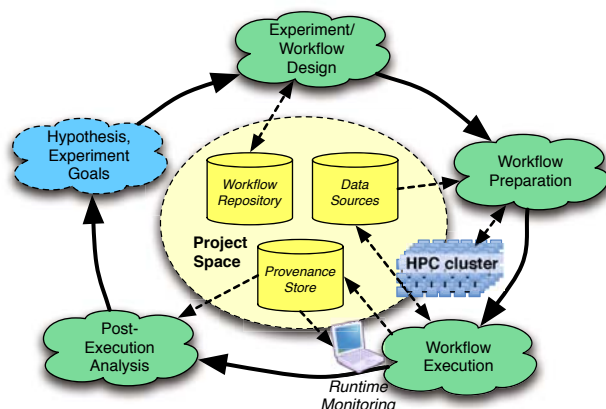 Experiment/
Workflow
Design
Hypothesis,
Experiment
Goals
Workflow
Preparation
Workflow
Repository
Data
Sources
Project
Space
HPC cluster
Provenance
Store
Post-
Execution
Analysis
Workflow
Execution
Runtime
Monitoring